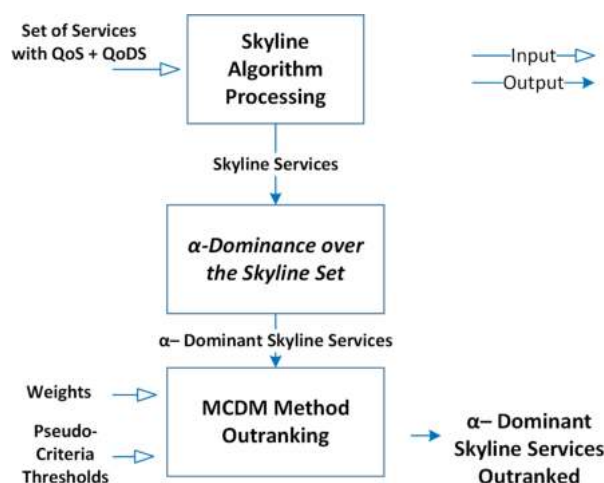 Set of Services
with QoS + QoDS
Skyline
Algorithm
Processing
Input
Output
Skyline Services
α-Dominance over
the Skyline Set
α– Dominant Skyline Services
Weights
Pseudo-
Criteria
Thresholds
MCDM Method
Outranking
α– Dominant
Skyline Services
Outranked